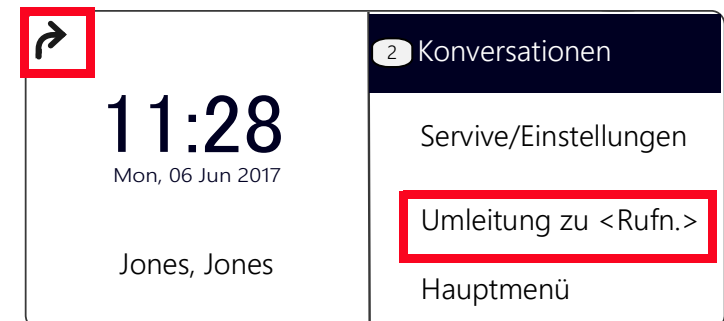 11:28
Mon, 06 Jun 2017
Jones, Jones
2 Konversationen
Servive/Einstellungen
Umleitung zu <Rufn.>
Hauptmenü